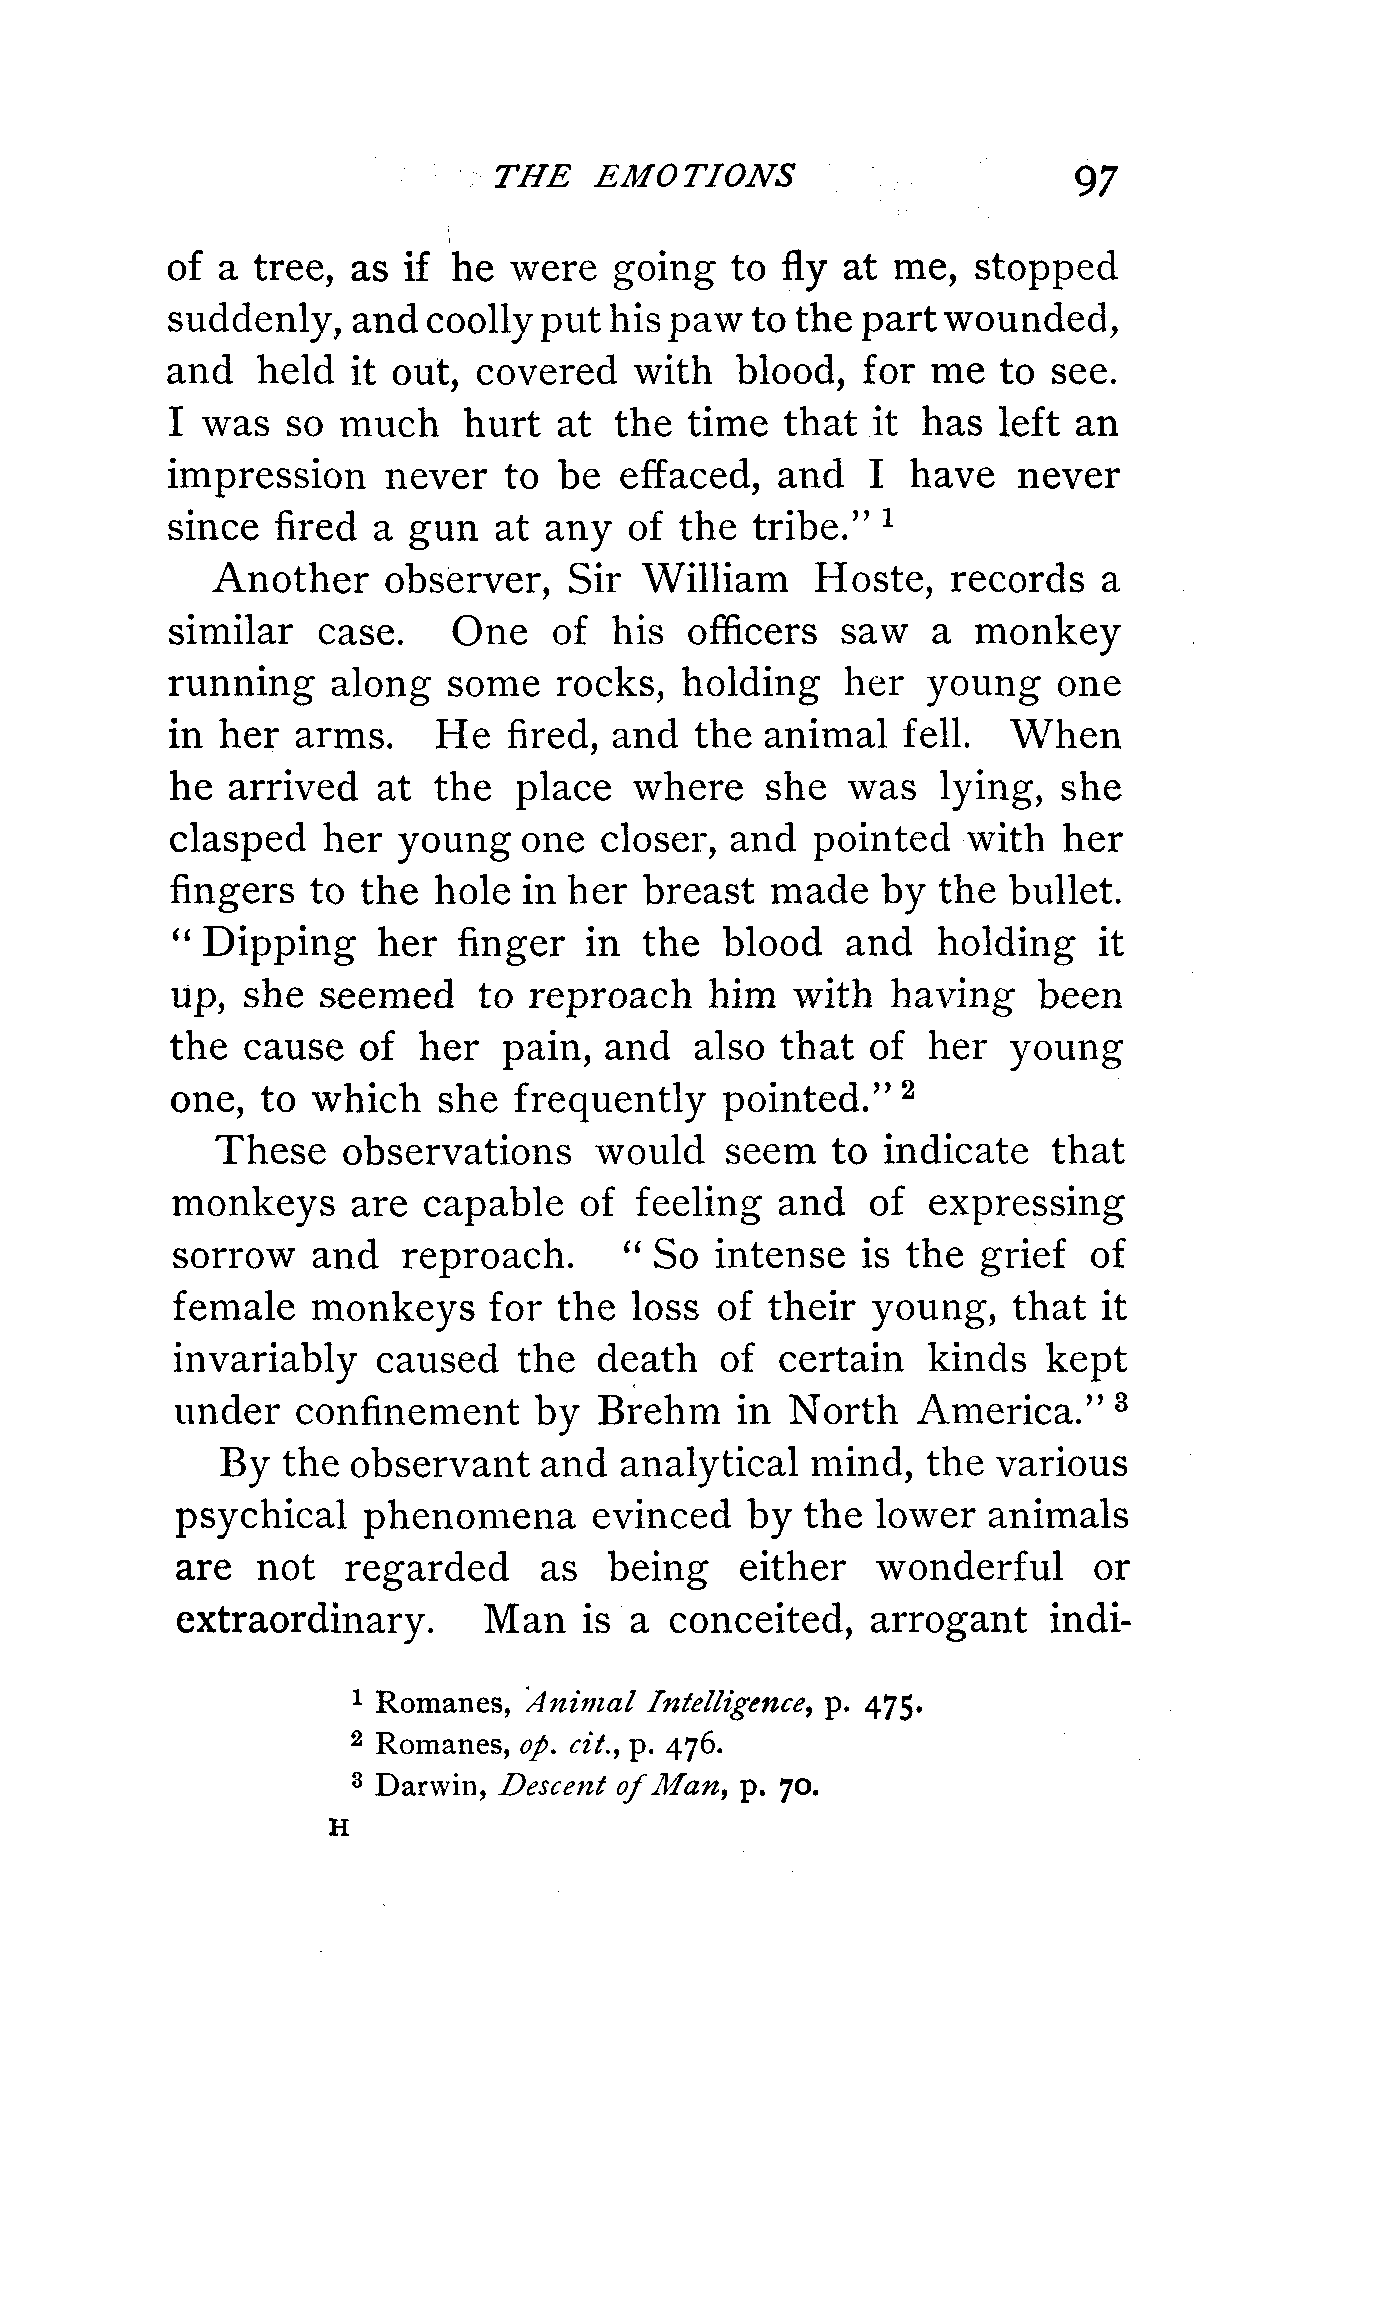 THE EMOTIONS 97
of a tree, as if he were going to fly at me, stopped
suddenly, and coolly put his paw to the part wounded,
and held it out, covered with blood, for me to see.
I was so much hurt at the time that it has left an
impression never to be effaced, and I have never
since fired a gun at any of the tribe." 1
Another observer, Sir William Hoste, records a
similar case. One of his officers saw a monkey
running along some rocks, holding her young one
in her arms. He fired, and the animal fell. When
he arrived at the place where she was lying, she
clasped her young one closer, and pointed with her
fingers to the hole in her breast made by the bullet.
"Dipping her finger in the blood and holding it
up, she seemed to reproach him with having been
the cause of her pain, and also that of her young
one, to which she frequently pointed." 2
These observations would seem to indicate that
monkeys are capable of feeling and of expressing
sorrow and reproach. "So intense is the grief of
female monkeys for the loss of their young, that it
invariably caused the death of certain kinds kept
under confinement by Brehm in North America." 3
By the observant and analytical mind, the various
psychical phenomena evinced by the lower animals
are not regarded as being either wonderful or
extraordinary. Man is a conceited, arrogant indi-
1 Romanes, Animal Intelligence, p. 475.
2 Romanes, op. cit., p. 476.
3 Darwin, Descent of Man, p. 70.
H